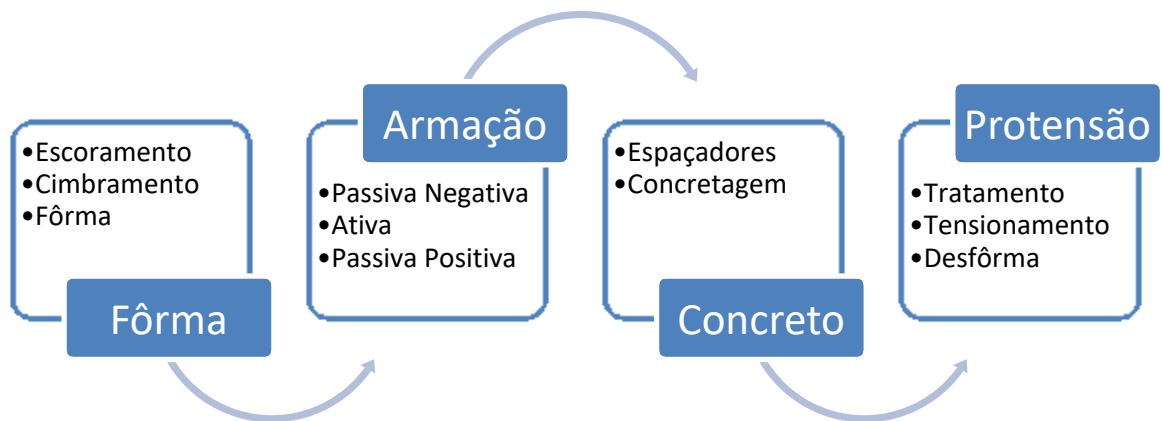 •Escoramento
•Cimbramento
•Fôrma
Fôrma
Armação
•Passiva Negativa
•Ativa
•Passiva Positiva
•Espaçadores
•Concretagem
Concreto
Protensão
•Tratamento
•Tensionamento
•Desfôrma